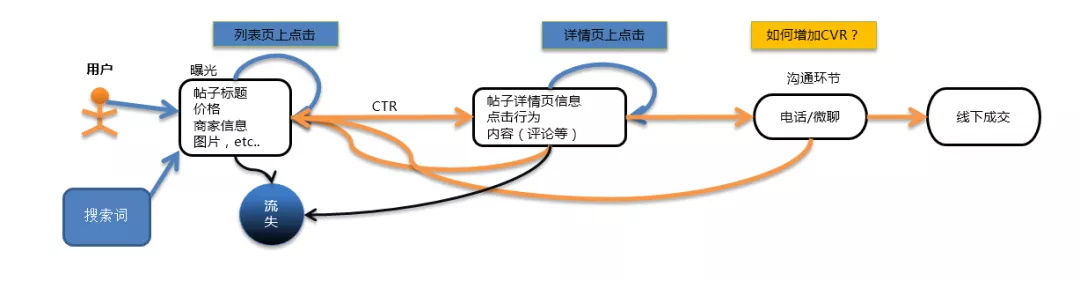 列表页上点击
详情页上点击
如何增加CVR？
用户
曝光
帖子标题
价格
商家信息
图片，etc..
CTR
帖子详情页信息
点击行为
内容（评论等）
沟通环节
电话/微聊
线下成交
搜索词
流
失